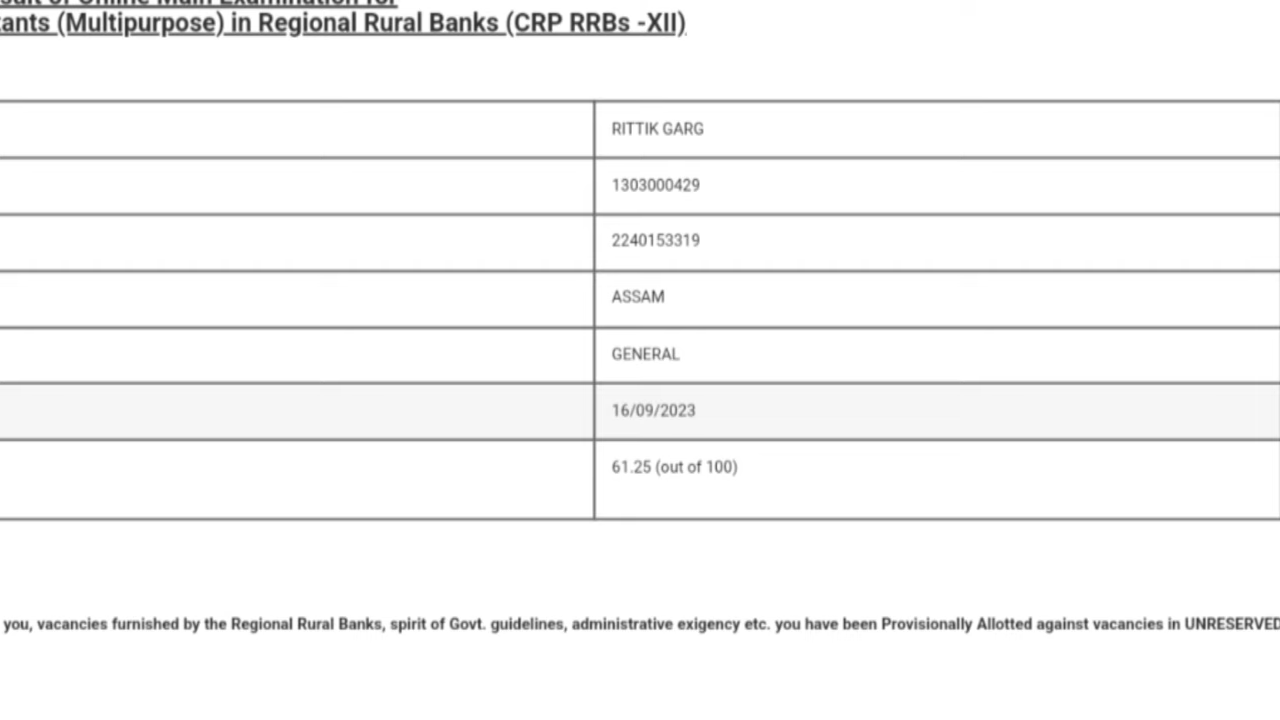 ants (Multipurpose) in Regional Rural Banks (CRP RRBs -XII)
RITTIK GARG
1303000429
2240153319
ASSAM
GENERAL
16/09/2023
61.25 (out of 100)
you, vacancies furnished by the Regional Rural Banks, spirit of Govt. guidelines, administrative exigency etc. you have been Provisionally Allotted against vacancies in UNRESERVED